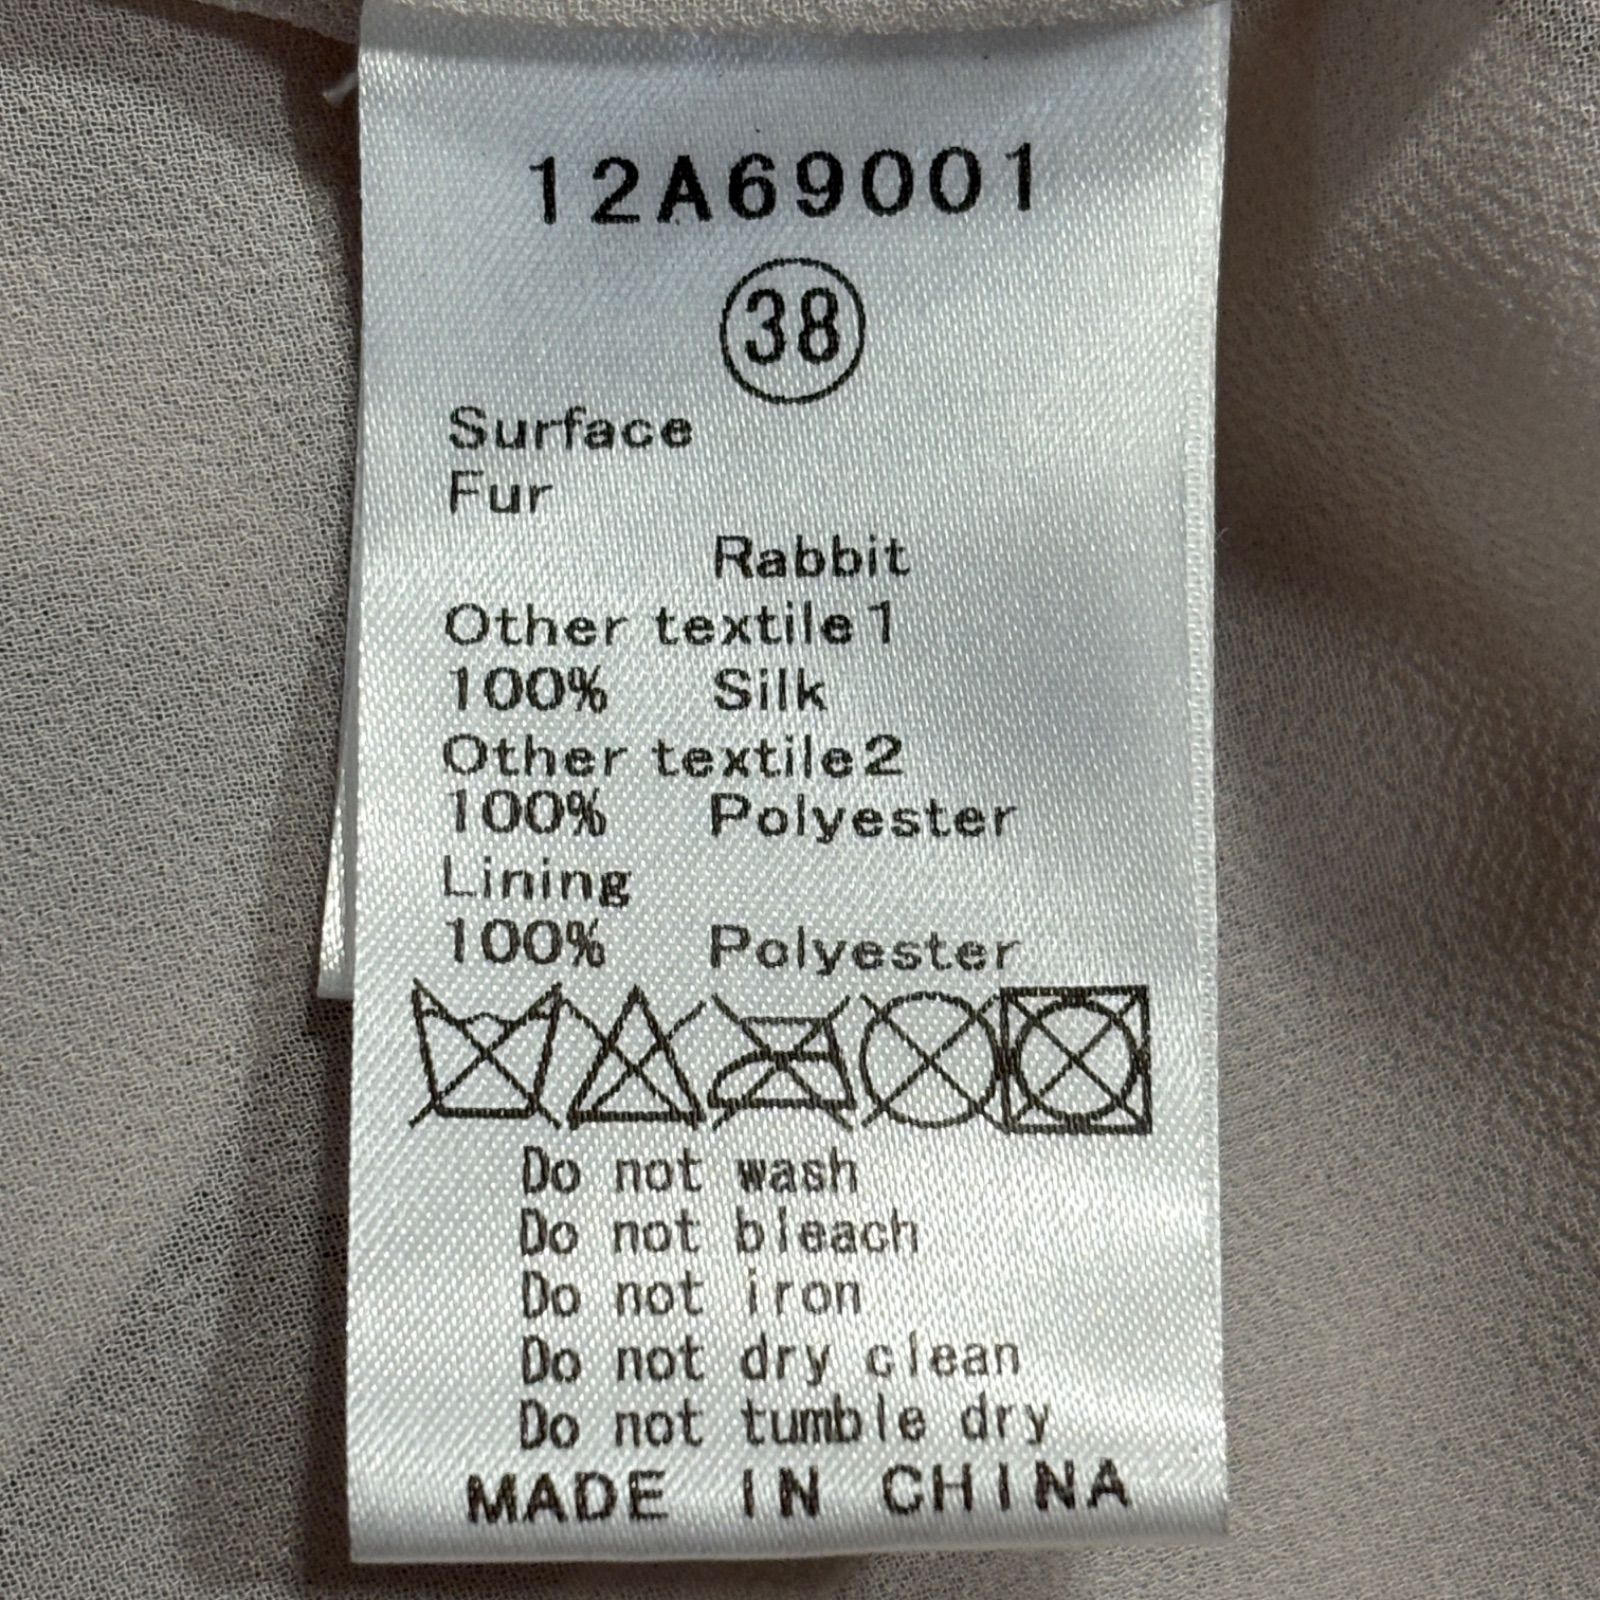 12A69001
38
Surface
Fur
Rabbit
Other textile1
100% Silk
Other textile2
100% Polyester
Lining
100% Polyester
Do not wash
Do not bleach
Do not iron
Do not dry clean
Do not tumble dry
MADE IN CHINA